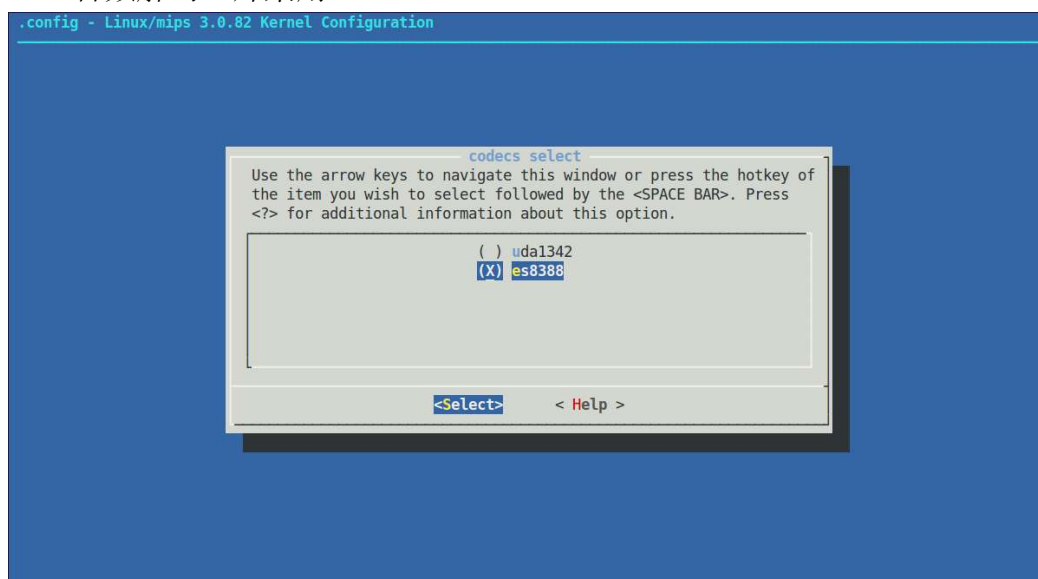 .config - Linux/mips 3.0.82 Kernel Configuration
codecs select
Use the arrow keys to navigate this window or press the hotkey of
the item you wish to select followed by the <SPACE BAR>. Press
<?> for additional information about this option.
( ) uda1342
(X) es8388
<Select> < Help >